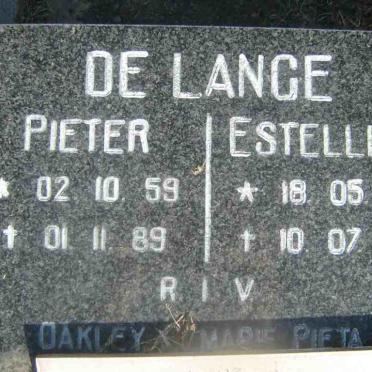 DE LANGE
PIETER ESTELLE
* 02 10 59 * 18 05
† 01 11 89 † 10 07
R I V
OAKLEY MARIE PIETA